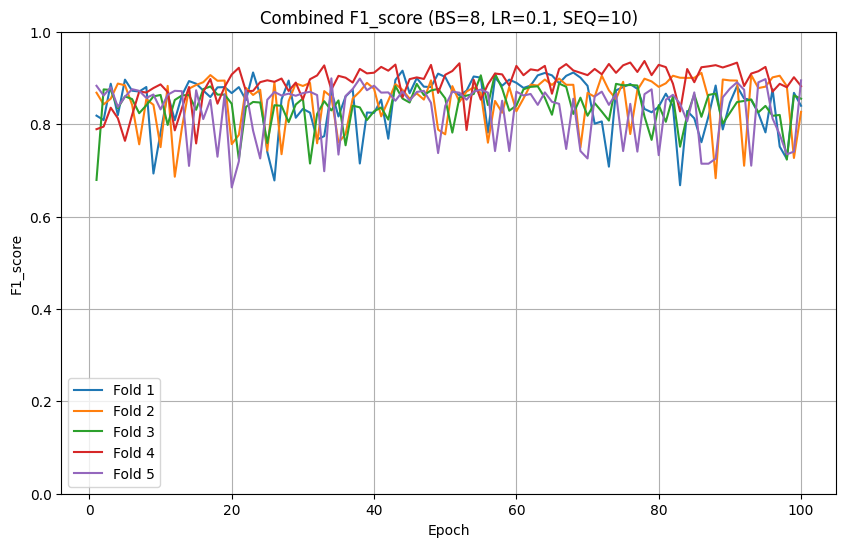 Combined F1_score (BS=8, LR=0.1, SEQ=10)
F1_score
1.0
0.8
0.6
0.4
0.2
0.0
Fold 1
Fold 2
Fold 3
Fold 4
Fold 5
0 20 40 60 80 100
Epoch